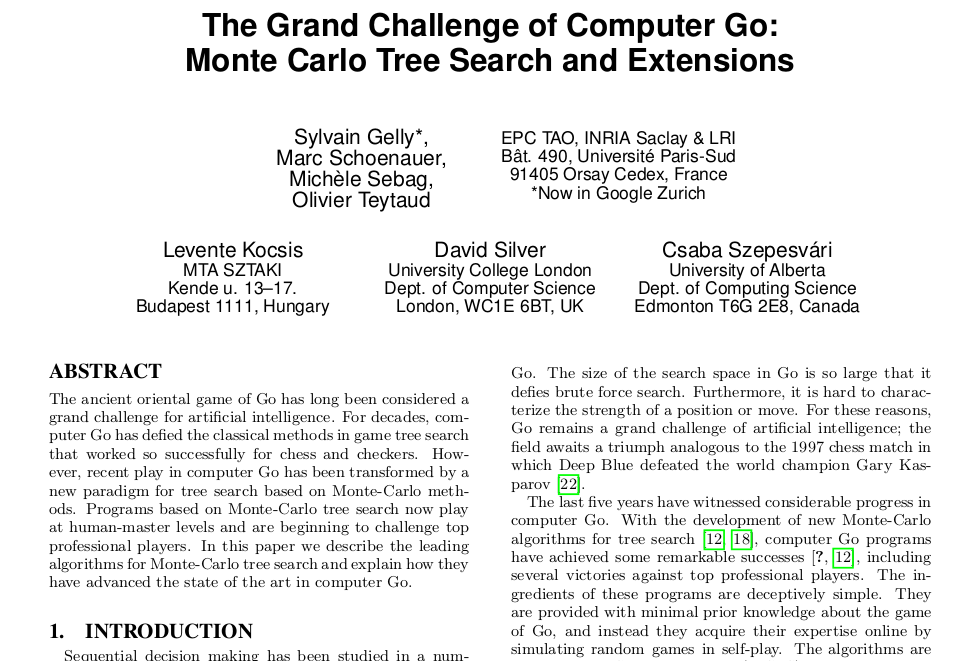 The Grand Challenge of Computer Go:
Monte Carlo Tree Search and Extensions
Sylvain Gelly*,
Marc Schoenauer,
Michèle Sebag,
Olivier Teytaud
EPC TAO, INRIA Saclay & LRI
Bât. 490, Université Paris-Sud
91405 Orsay Cedex, France
*Now in Google Zurich
Levente Kocsis
MTA SZTAKI
Kende u. 13–17.
Budapest 1111, Hungary
David Silver
University College London
Dept. of Computer Science
London, WC1E 6BT, UK
Csaba Szepesvári
University of Alberta
Dept. of Computing Science
Edmonton T6G 2E8, Canada
ABSTRACT
The ancient oriental game of Go has long been considered a
grand challenge for artificial intelligence. For decades, com-
puter Go has defied the classical methods in game tree search
that worked so successfully for chess and checkers. How-
ever, recent play in computer Go has been transformed by a
new paradigm for tree search based on Monte-Carlo meth-
ods. Programs based on Monte-Carlo tree search now play
at human-master levels and are beginning to challenge top
professional players. In this paper we describe the leading
algorithms for Monte-Carlo tree search and explain how they
have advanced the state of the art in computer Go.
1. INTRODUCTION
Sequential decision making has been studied in a num-
Go. The size of the search space in Go is so large that it
defies brute force search. Furthermore, it is hard to charac-
terize the strength of a position or move. For these reasons,
Go remains a grand challenge of artificial intelligence; the
field awaits a triumph analogous to the 1997 chess match in
which Deep Blue defeated the world champion Gary Kas-
parov [22].
The last five years have witnessed considerable progress in
computer Go. With the development of new Monte-Carlo
algorithms for tree search [12, 18], computer Go programs
have achieved some remarkable successes [?, 12], including
several victories against top professional players. The in-
gredients of these programs are deceptively simple. They
are provided with minimal prior knowledge about the game
of Go, and instead they acquire their expertise online by
simulating random games in self-play. The algorithms are